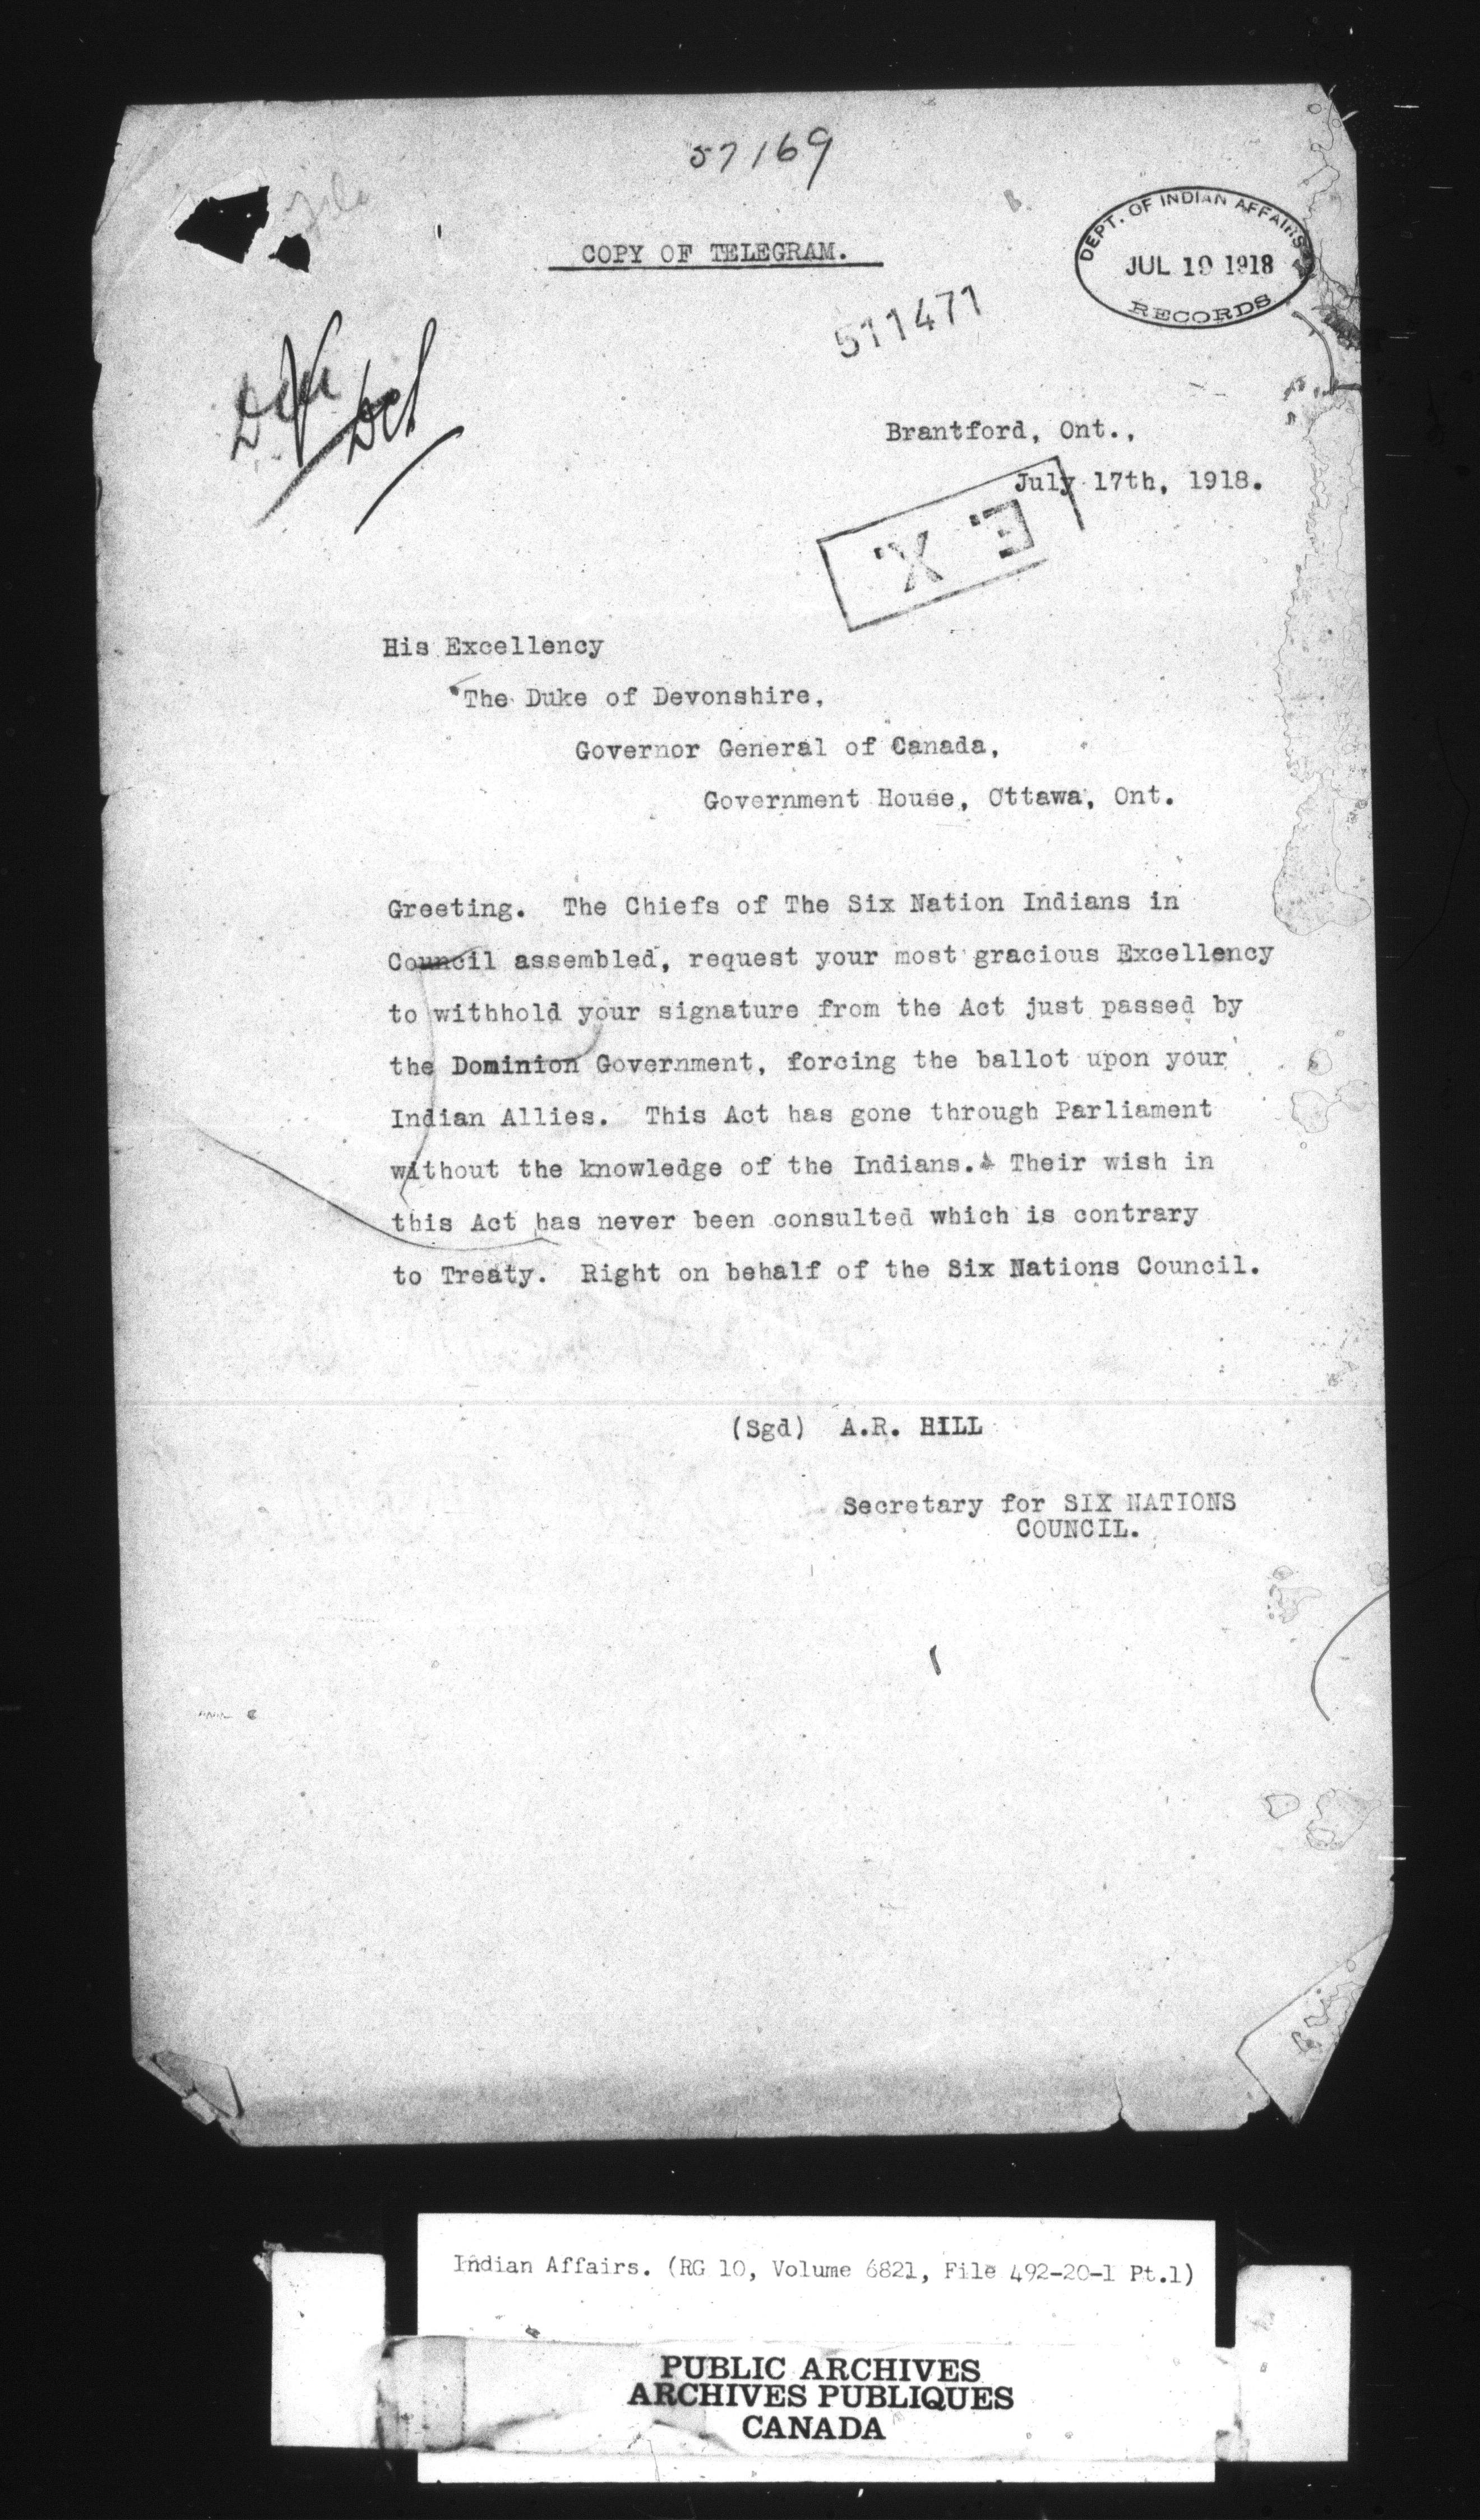 57169
COPY OF TELEGRAM.
DEPT. OF INDIAN AFFAIRS
JUL 19 1918
RECORDS
511471
Brantford, Ont.,
July 17th, 1918.
E. X.
His Excellency
The Duke of Devonshire,
Governor General of Canada,
Government House, Ottawa, Ont.
Greeting. The Chiefs of The Six Nation Indians in
Council assembled, request your most gracious Excellency
to withhold your signature from the Act just passed by
the Dominion Government, forcing the ballot upon your
Indian Allies. This Act has gone through Parliament
without the knowledge of the Indians. Their wish in
this Act has never been consulted which is contrary
to Treaty. Right on behalf of the Six Nations Council.
(Sgd) A.R. HILL
Secretary for SIX NATIONS
COUNCIL.
Indian Affairs. (RG 10, Volume 6821, File 492-20-1 Pt.1)
PUBLIC ARCHIVES
ARCHIVES PUBLIQUES
CANADA